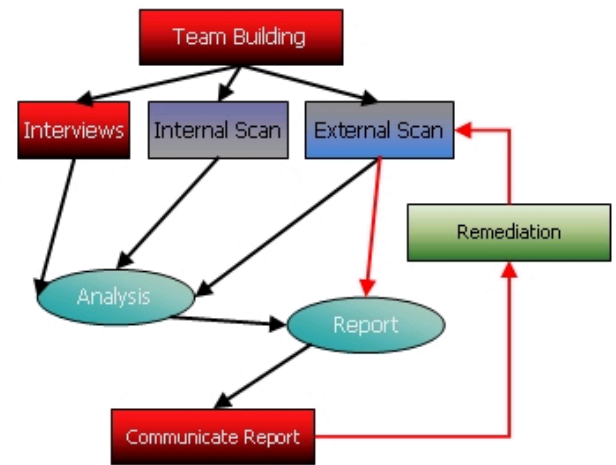 Team Building
Interviews
Internal Scan
External Scan
Remediation
Analysis
Report
Communicate Report